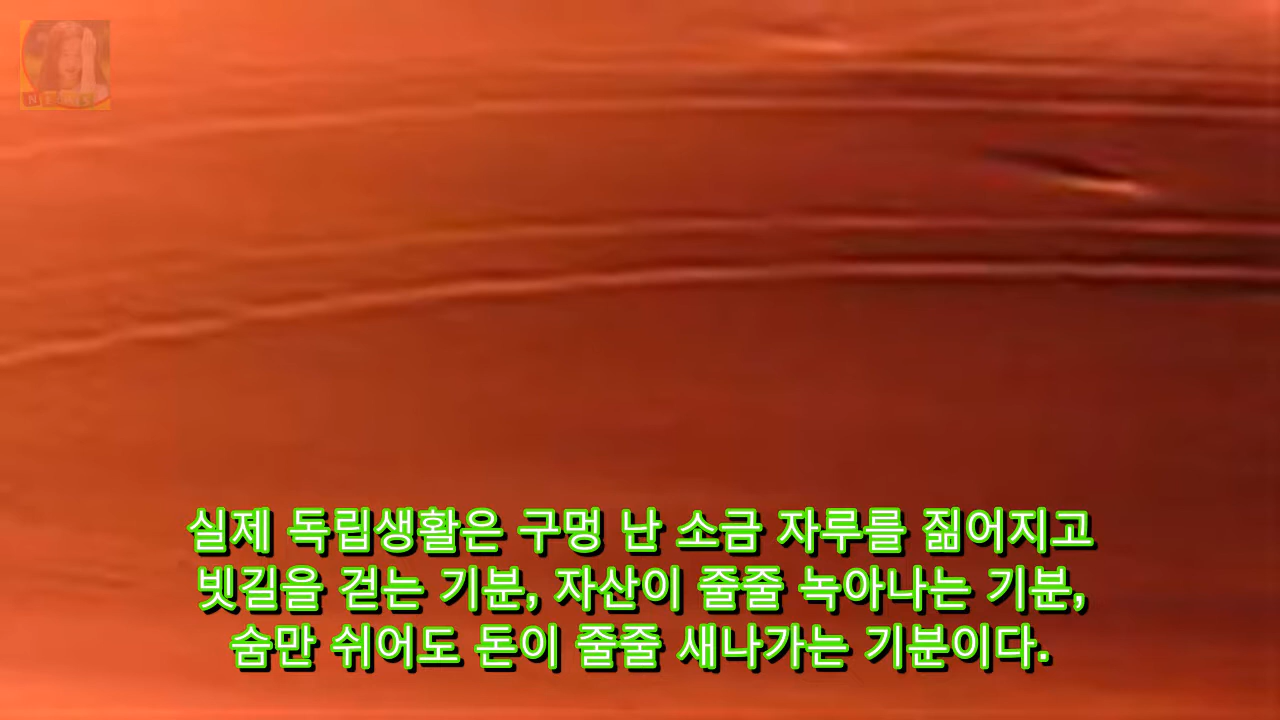 실제 독립생활은 구멍 난 소금 자루를 짊어지고
빗길을 걷는 기분, 자산이 줄줄 녹아나는 기분,
숨만 쉬어도 돈이 줄줄 새나가는 기분이다.